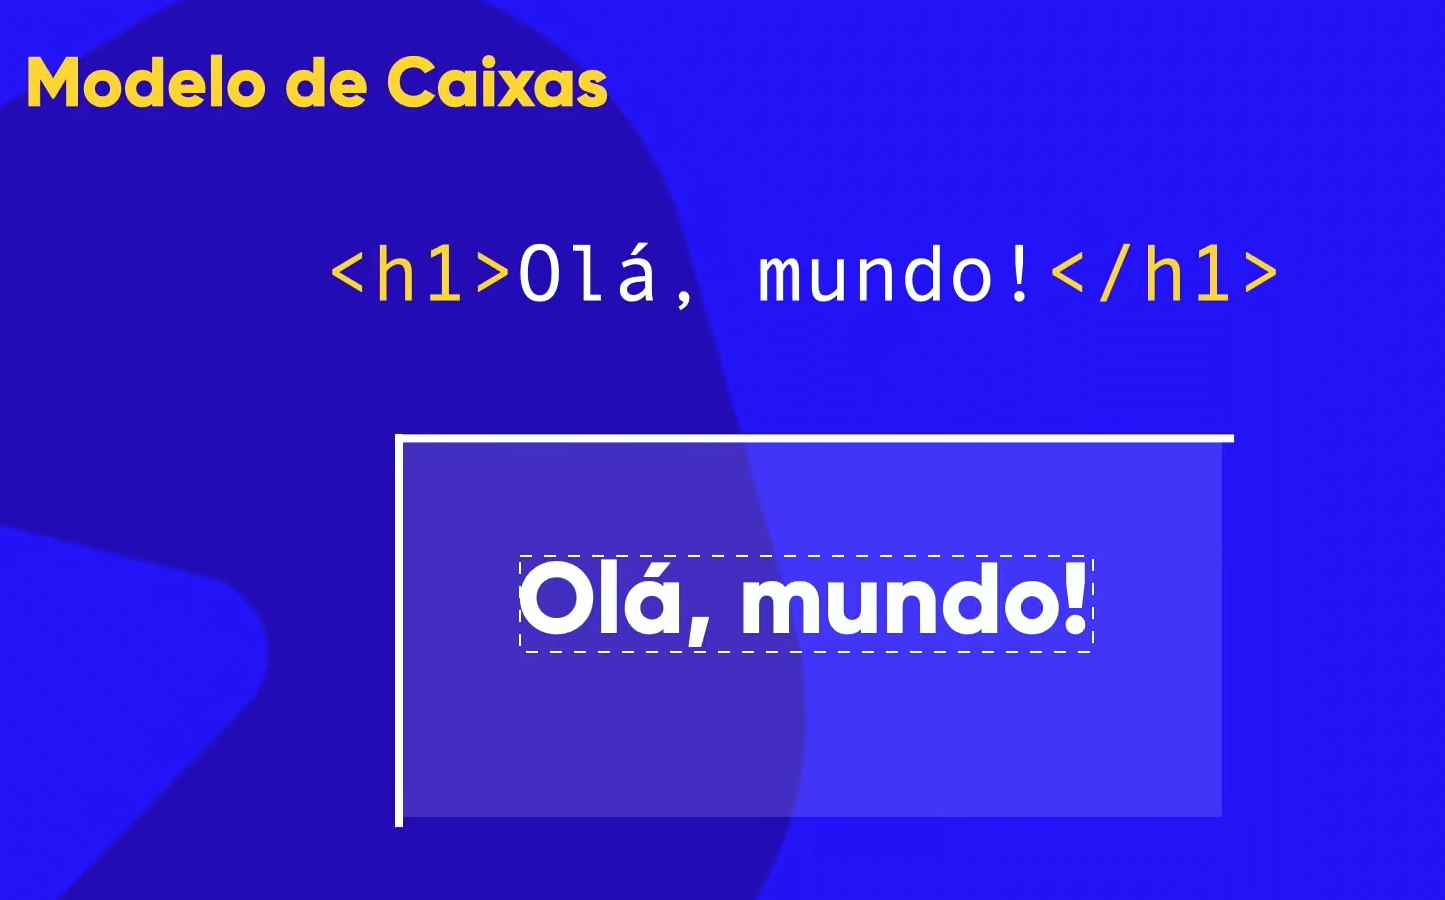 Modelo de Caixas
<h1>Olá, mundo!</h1>
Olá, mundo!